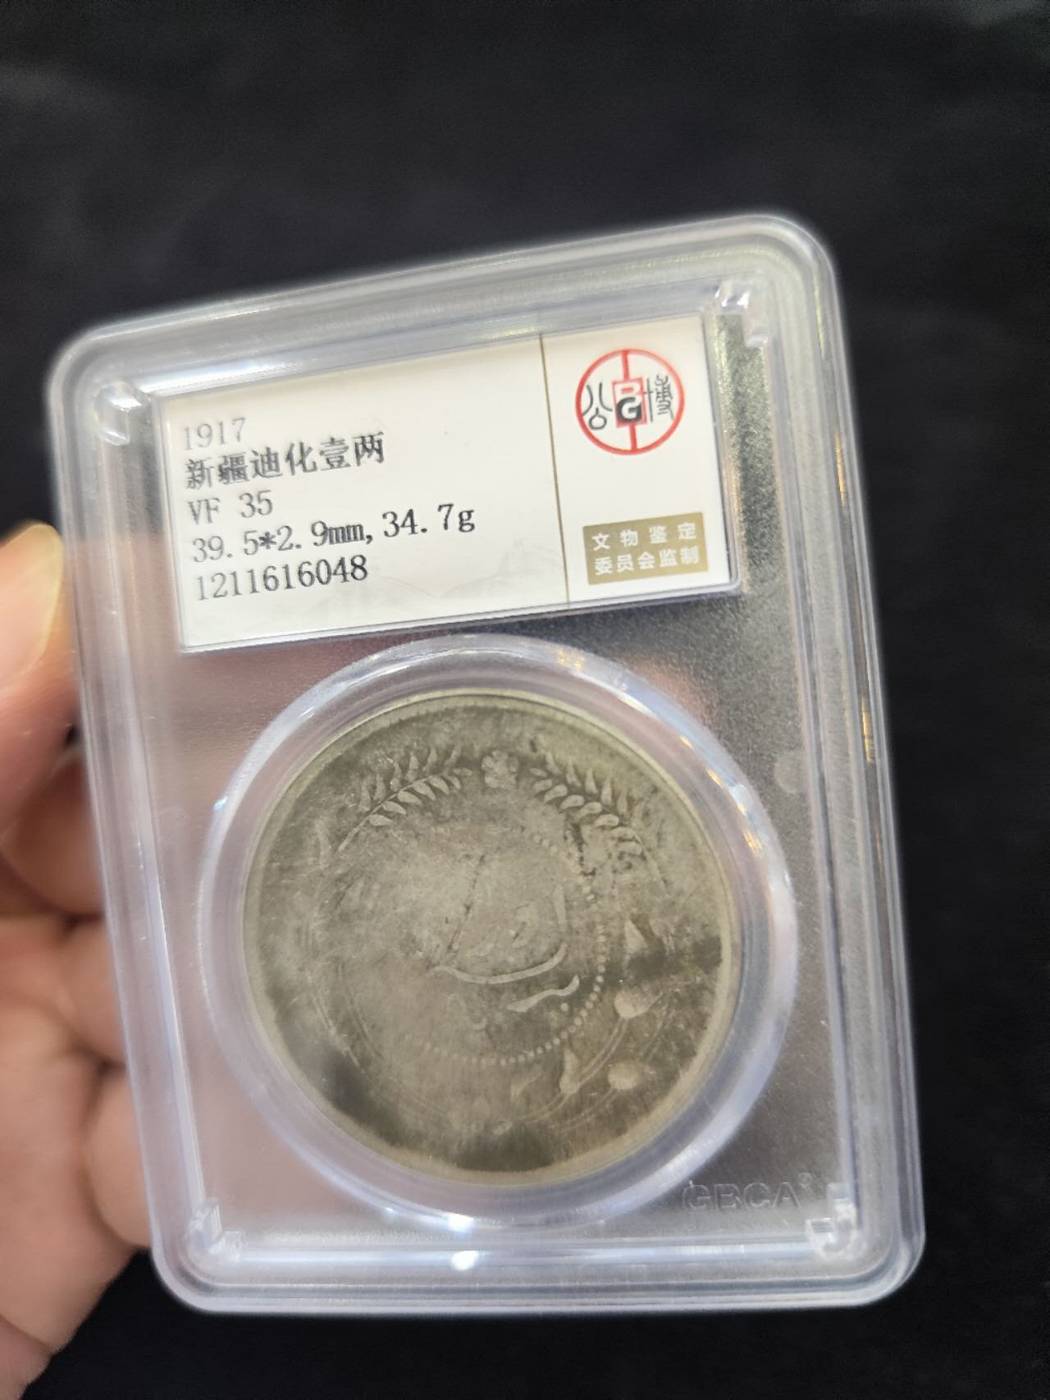 1917
新疆迪化壹两
VF 35
39.5*2.9mm,34.7g
1211616048
公 博
G
文物鉴定
委员会监制
GBCA